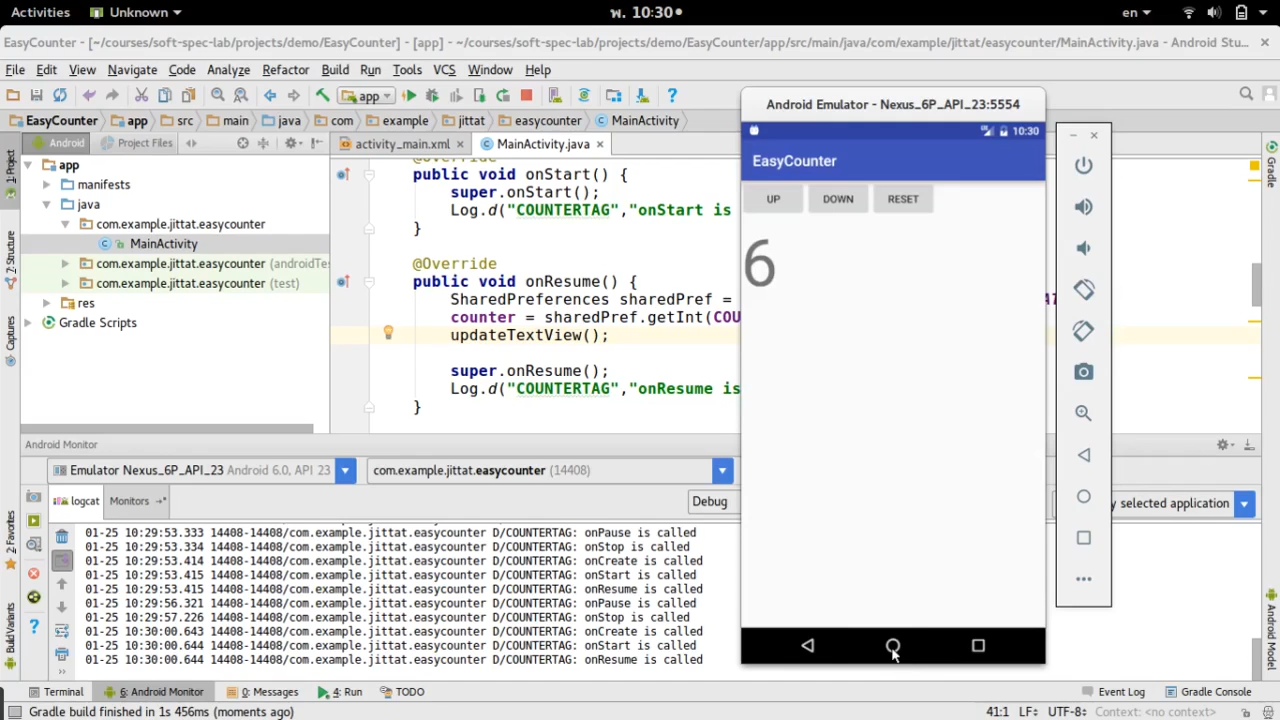 Activities Unknown พ. 10:30 en
EasyCounter - [~/courses/soft-spec-lab/projects/demo/EasyCounter] - [app] - ~/courses/soft-spec-lab/projects/demo/EasyCounter/app/src/main/java/com/example/jittat/easycounter/MainActivity.java - Android Stu...
File Edit View Navigate Code Analyze Refactor Build Run Tools VCS Window Help
app
EasyCounter app src main java com example jittat easycounter MainActivity
Android Project Files
activity_main.xml MainActivity.java
app
manifests
java
com.example.jittat.easycounter
MainActivity
com.example.jittat.easycounter (androidTe
com.example.jittat.easycounter (test)
res
Gradle Scripts
1: Project
7: Structure
Captures
2: Favorites
Build Variants
@Override
public void onStart() {
super.onStart();
Log.d("COUNTERTAG","onStart is
}
@Override
public void onResume() {
SharedPreferences sharedPref =
counter = sharedPref.getInt(COU
updateTextView();
super.onResume();
Log.d("COUNTERTAG","onResume is
}
Android Emulator - Nexus_6P_API_23:5554
10:30
EasyCounter
UP DOWN RESET
6
Gradle
Android Model
Android Monitor
Emulator Nexus_6P_API_23 Android 6.0, API 23
com.example.jittat.easycounter (14408)
logcat Monitors
Debug
y selected application
01-25 10:29:53.333 14408-14408/com.example.jittat.easycounter D/COUNTERTAG: onPause is called
01-25 10:29:53.334 14408-14408/com.example.jittat.easycounter D/COUNTERTAG: onStop is called
01-25 10:29:53.414 14408-14408/com.example.jittat.easycounter D/COUNTERTAG: onCreate is called
01-25 10:29:53.415 14408-14408/com.example.jittat.easycounter D/COUNTERTAG: onStart is called
01-25 10:29:53.415 14408-14408/com.example.jittat.easycounter D/COUNTERTAG: onResume is called
01-25 10:29:56.321 14408-14408/com.example.jittat.easycounter D/COUNTERTAG: onPause is called
01-25 10:29:57.226 14408-14408/com.example.jittat.easycounter D/COUNTERTAG: onStop is called
01-25 10:30:00.643 14408-14408/com.example.jittat.easycounter D/COUNTERTAG: onCreate is called
01-25 10:30:00.644 14408-14408/com.example.jittat.easycounter D/COUNTERTAG: onStart is called
01-25 10:30:00.644 14408-14408/com.example.jittat.easycounter D/COUNTERTAG: onResume is called
Terminal 6: Android Monitor 0: Messages 4: Run TODO Event Log Gradle Console
Gradle build finished in 1s 456ms (moments ago) 41:1 LF UTF-8 Context: <no context>